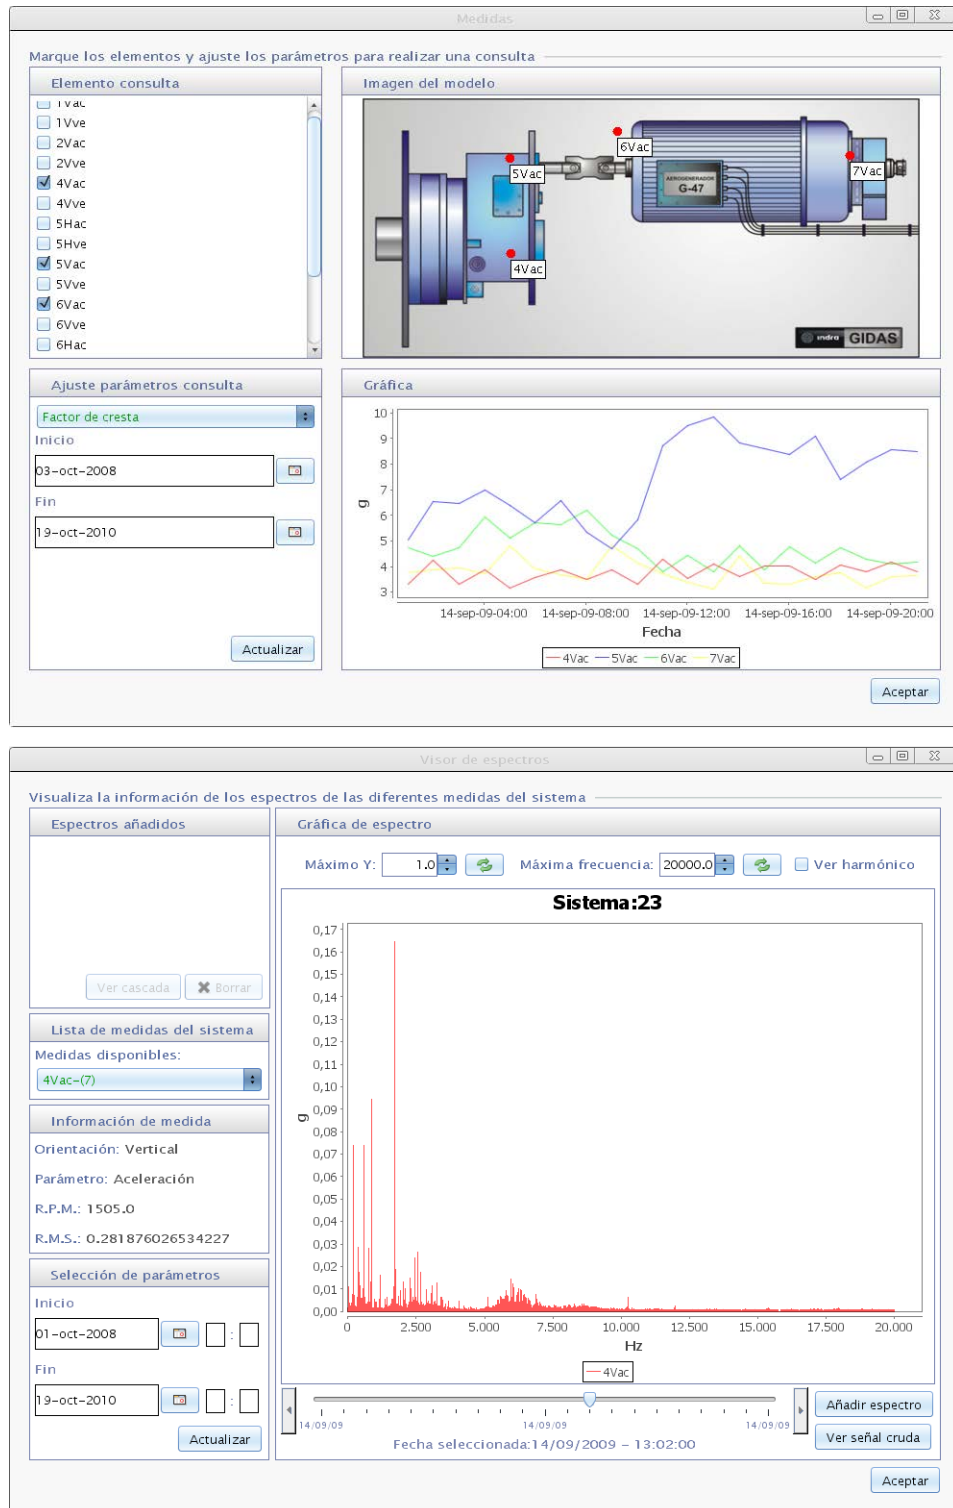 Medidas
Marque los elementos y ajuste los parámetros para realizar una consulta
Elemento consulta
1Vac
1Vve
2Vac
2Vve
4Vac
4Vve
5Hac
5Hve
5Vac
5Vve
6Vac
6Vve
6Hac
Imagen del modelo
6Vac
5Vac
7Vac
4Vac
AEROGENERADOR
G-47
indra GIDAS
Ajuste parámetros consulta
Factor de cresta
Inicio
03-oct-2008
Fin
19-oct-2010
Actualizar
Gráfica
10
9
8
7
6
5
4
3
g
14-sep-09-04:00 14-sep-09-08:00 14-sep-09-12:00 14-sep-09-16:00 14-sep-09-20:00
Fecha
4Vac 5Vac 6Vac 7Vac
Aceptar
Visor de espectros
Visualiza la información de los espectros de las diferentes medidas del sistema
Espectros añadidos
Ver cascada Borrar
Lista de medidas del sistema
Medidas disponibles:
4Vac-(7)
Información de medida
Orientación: Vertical
Parámetro: Aceleración
R.P.M.: 1505.0
R.M.S.: 0.281876026534227
Selección de parámetros
Inicio
01-oct-2008 :
Fin
19-oct-2010 :
Actualizar
Gráfica de espectro
Máximo Y: 1.0 Máxima frecuencia: 20000.0 Ver harmónico
Sistema:23
0,17
0,16
0,15
0,14
0,13
0,12
0,11
0,10
0,09
0,08
0,07
0,06
0,05
0,04
0,03
0,02
0,01
0,00
g
0 2.500 5.000 7.500 10.000 12.500 15.000 17.500 20.000
Hz
4Vac
14/09/09 14/09/09 14/09/09
Fecha seleccionada:14/09/2009 - 13:02:00
Añadir espectro
Ver señal cruda
Aceptar